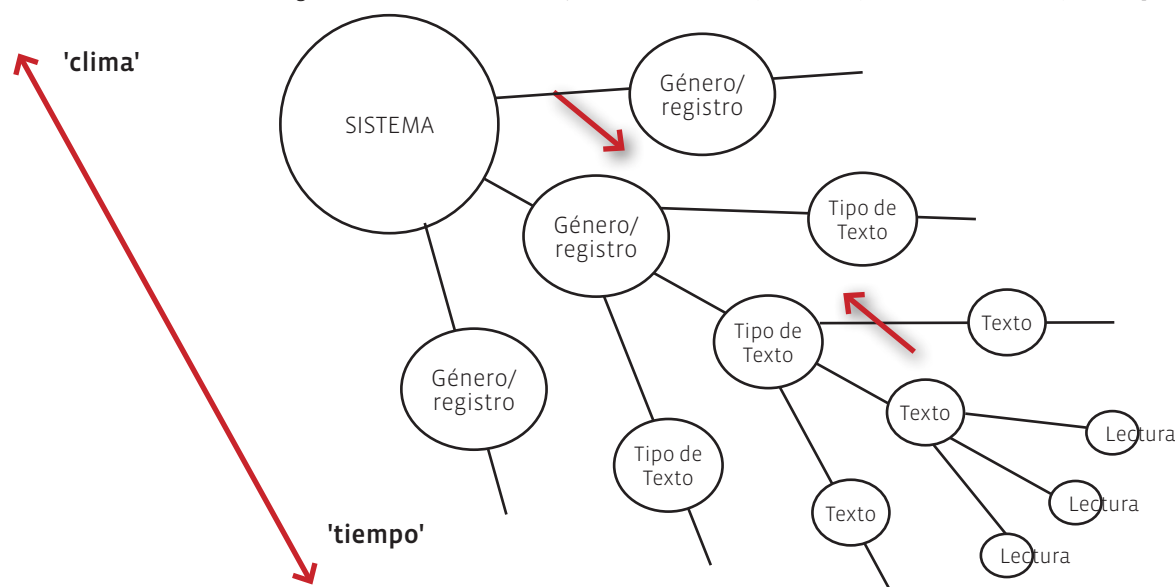 'clima'
Género/
registro
SISTEMA
Tipo de
Texto
Género/
registro
Tipo de
Texto
Texto
Género/
registro
Texto
Lectura
Tipo de
Texto
Lectura
Texto
'tiempo'
Lectura